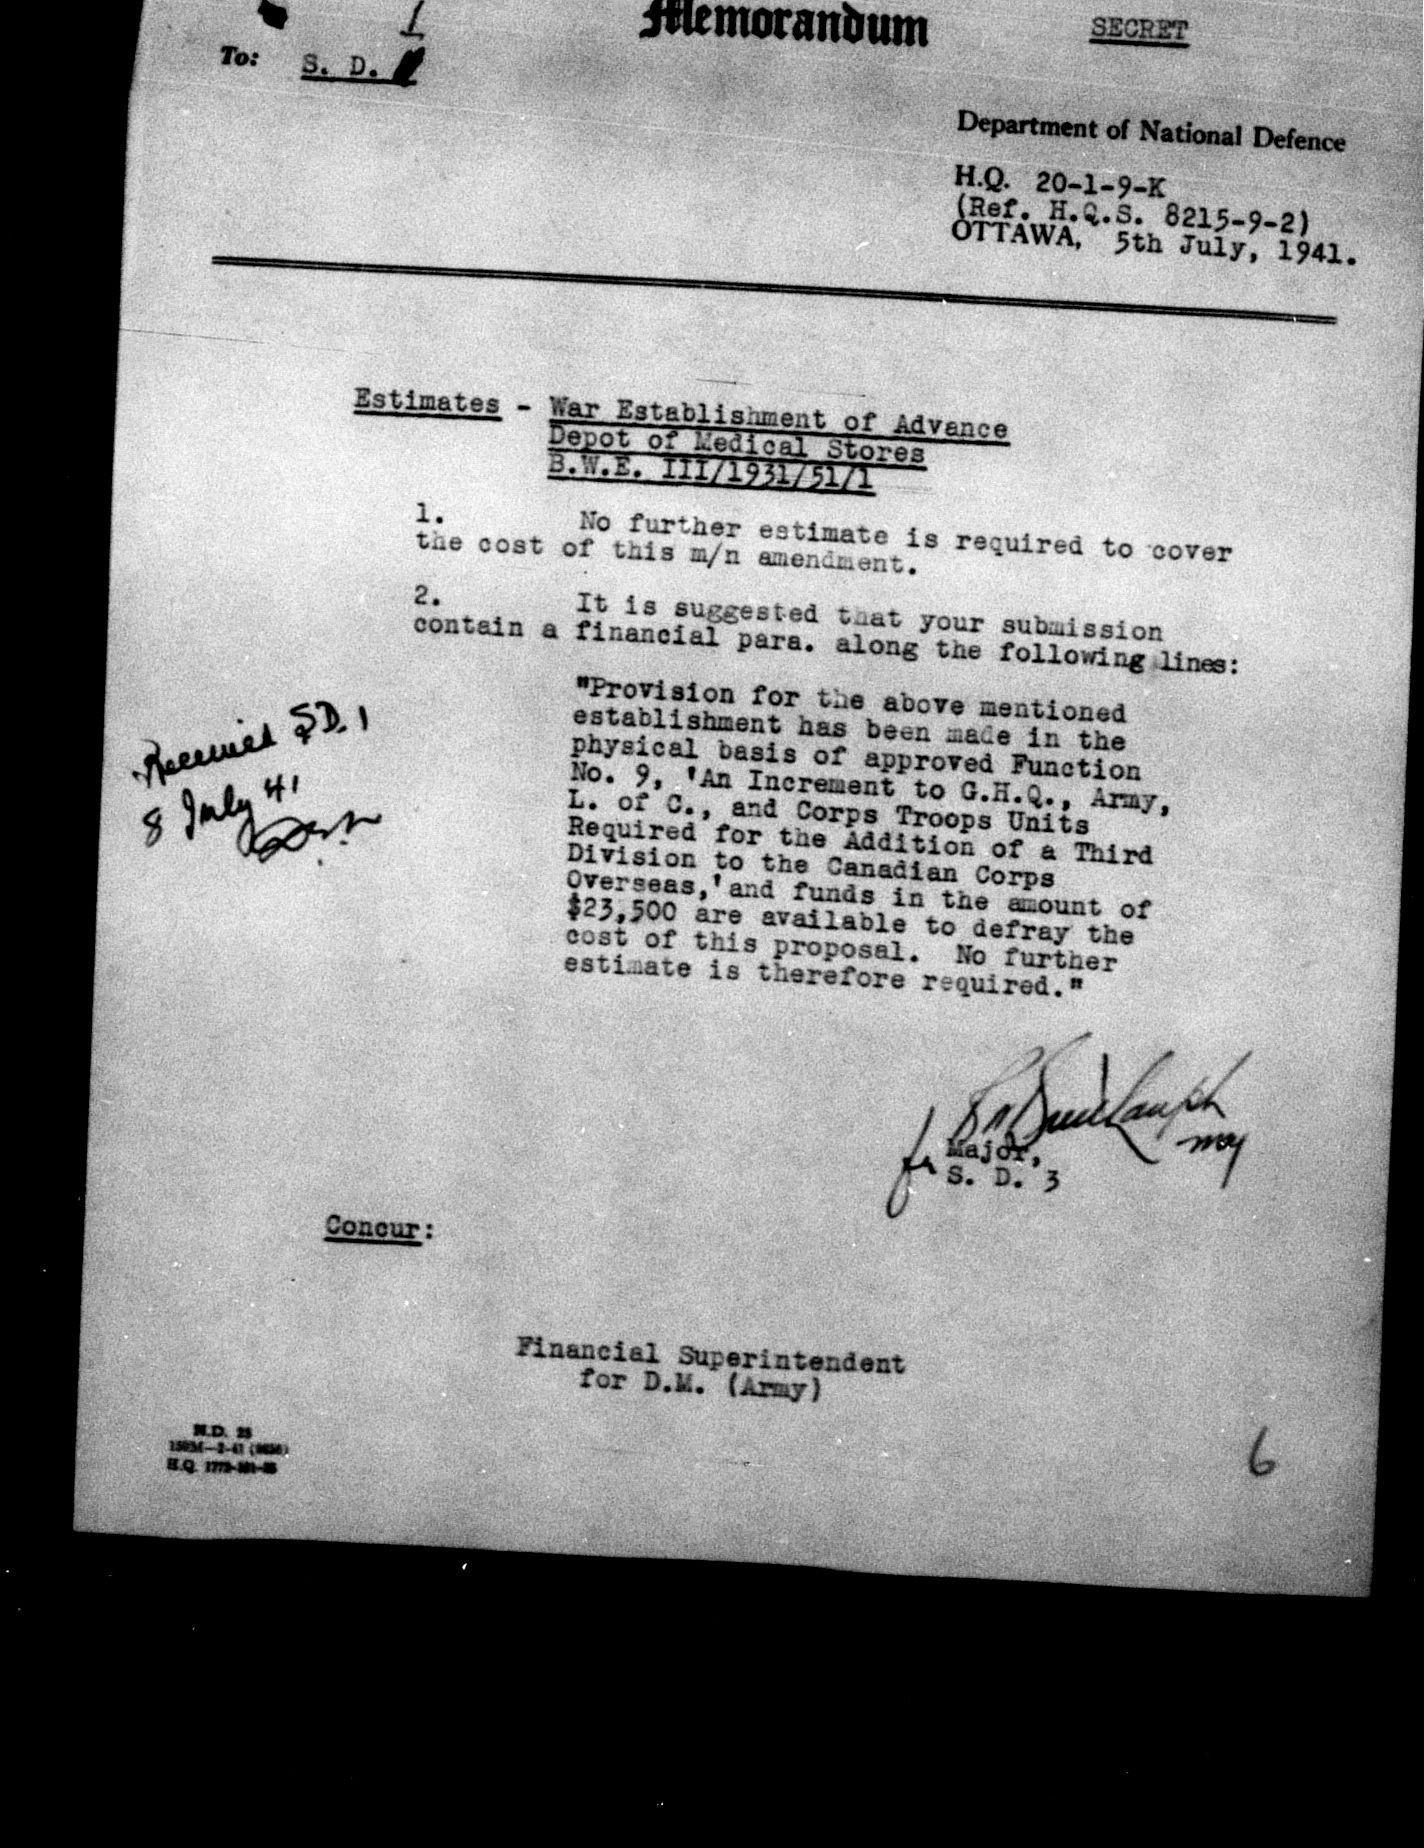 Memorandum
SECRET
1
To: S. D.
Department of National Defence
H.Q. 20-1-9-K
(Ref. H.Q.S. 8215-9-2)
OTTAWA, 5th July, 1941.
Estimates - War Establishment of Advance
Depot of Medical Stores
B.W.E. III/1931/51/1
1. No further estimate is required to cover
the cost of this m/n amendment.
2. It is suggested that your submission
contain a financial para. along the following lines:
"Provision for the above mentioned
establishment has been made in the
physical basis of approved Function
No. 9, 'An Increment to G.H.Q., Army,
L. of C., and Corps Troops Units
Required for the Addition of a Third
Division to the Canadian Corps
Overseas,' and funds in the amount of
$23,500 are available to defray the
cost of this proposal. No further
estimate is therefore required."
Received S.D. 1
8 July 41
for Major,
S. D. 3
Concur:
Financial Superintendent
for D.M. (Army)
N.D. 25
6